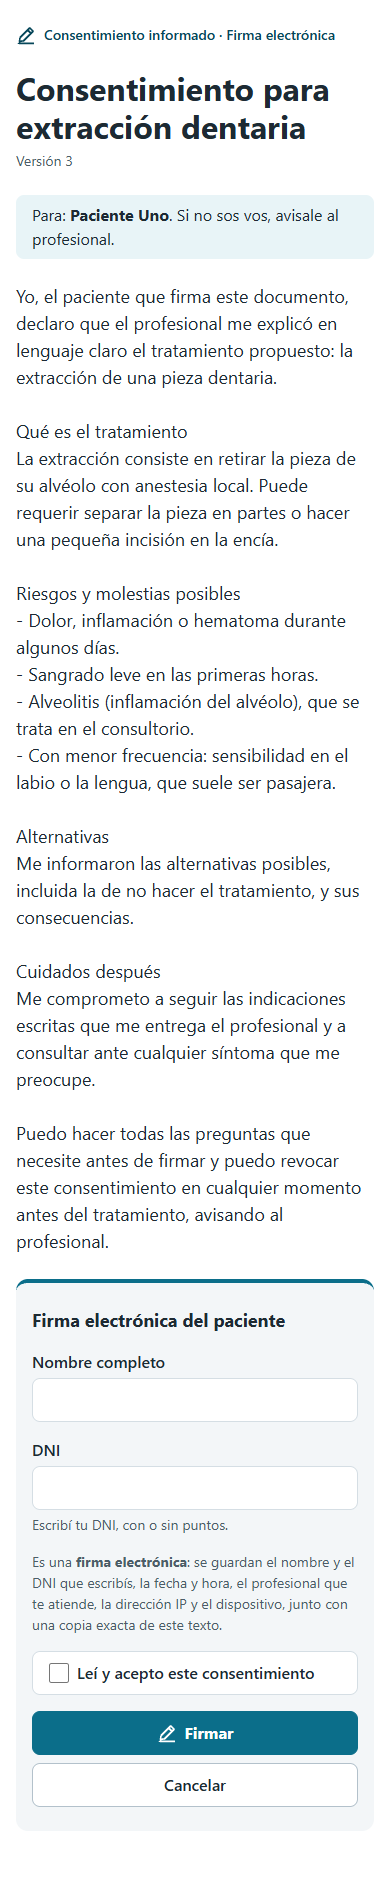 Consentimiento informado · Firma electrónica
Consentimiento para
extracción dentaria
Versión 3
Para: Paciente Uno. Si no sos vos, avisale al
profesional.
Yo, el paciente que firma este documento,
declaro que el profesional me explicó en
lenguaje claro el tratamiento propuesto: la
extracción de una pieza dentaria.
Qué es el tratamiento
La extracción consiste en retirar la pieza de
su alvéolo con anestesia local. Puede
requerir separar la pieza en partes o hacer
una pequeña incisión en la encía.
Riesgos y molestias posibles
- Dolor, inflamación o hematoma durante
algunos días.
- Sangrado leve en las primeras horas.
- Alveolitis (inflamación del alvéolo), que se
trata en el consultorio.
- Con menor frecuencia: sensibilidad en el
labio o la lengua, que suele ser pasajera.
Alternativas
Me informaron las alternativas posibles,
incluida la de no hacer el tratamiento, y sus
consecuencias.
Cuidados después
Me comprometo a seguir las indicaciones
escritas que me entrega el profesional y a
consultar ante cualquier síntoma que me
preocupe.
Puedo hacer todas las preguntas que
necesite antes de firmar y puedo revocar
este consentimiento en cualquier momento
antes del tratamiento, avisando al
profesional.
Firma electrónica del paciente
Nombre completo
DNI
Escribí tu DNI, con o sin puntos.
Es una firma electrónica: se guardan el nombre y el
DNI que escribís, la fecha y hora, el profesional que
te atiende, la dirección IP y el dispositivo, junto con
una copia exacta de este texto.
Leí y acepto este consentimiento
Firmar
Cancelar